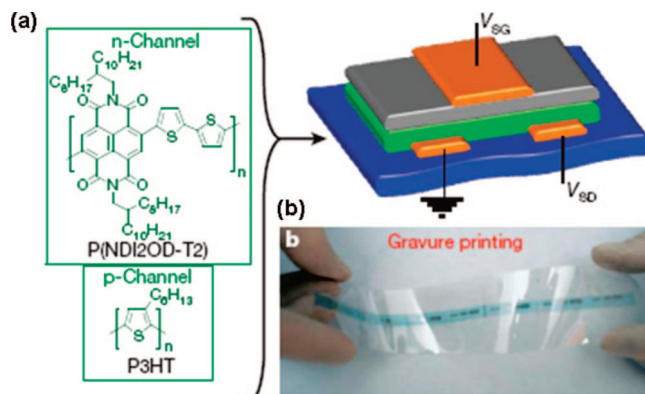 (a)
n-Channel
C10H21
C8H17
O N O
S
S
n
O N O
C8H17
C10H21
P(NDI2OD-T2)
p-Channel
C6H13
S
n
P3HT
VSG
VSD
(b)
b
Gravure printing